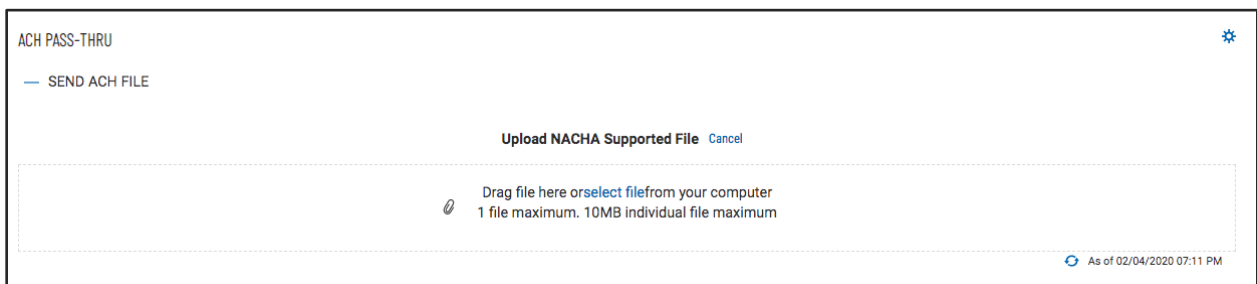 ACH PASS-THRU
— SEND ACH FILE
Upload NACHA Supported File Cancel
Drag file here orselect filefrom your computer
1 file maximum. 10MB individual file maximum
As of 02/04/2020 07:11 PM